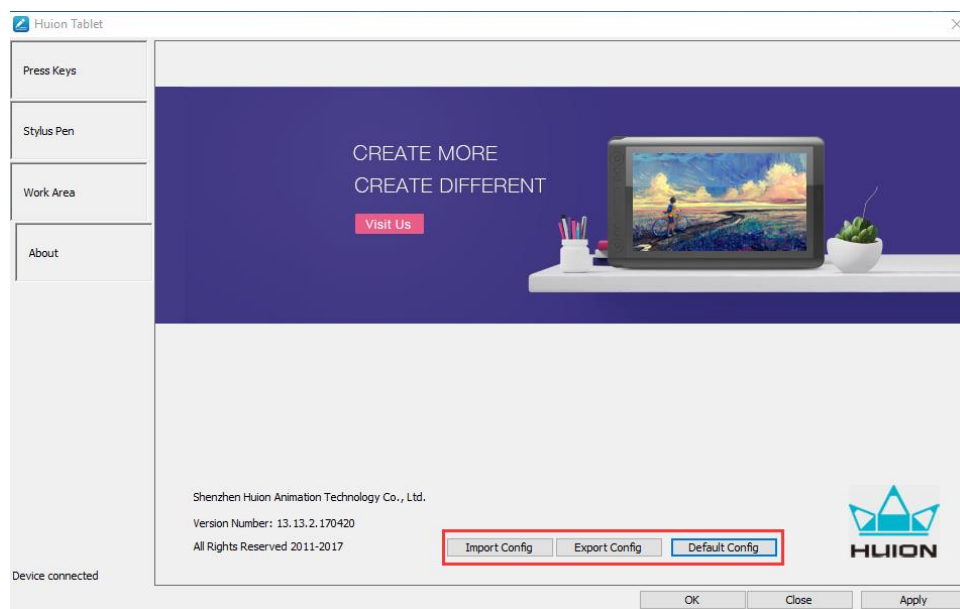 Huion Tablet
Press Keys
Stylus Pen
Work Area
About
CREATE MORE
CREATE DIFFERENT
Visit Us
Shenzhen Huion Animation Technology Co., Ltd.
Version Number: 13.13.2.170420
All Rights Reserved 2011-2017
Import Config
Export Config
Default Config
HUION
Device connected
OK
Close
Apply